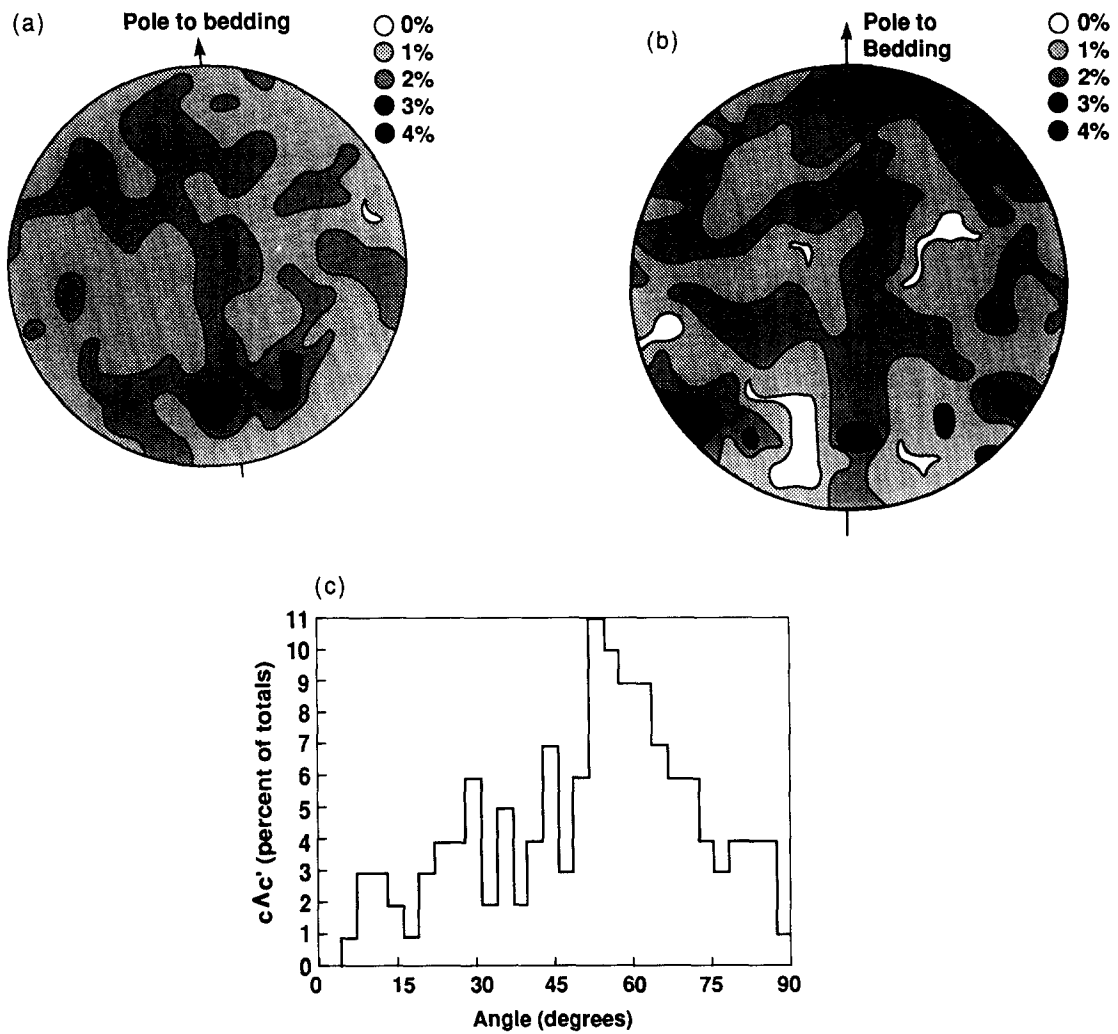 (a)
Pole to bedding
0%
1%
2%
3%
4%
(b)
Pole to
Bedding
0%
1%
2%
3%
4%
(c)
cΛc' (percent of totals)
11
10
9
8
7
6
5
4
3
2
1
0
0 15 30 45 60 75 90
Angle (degrees)